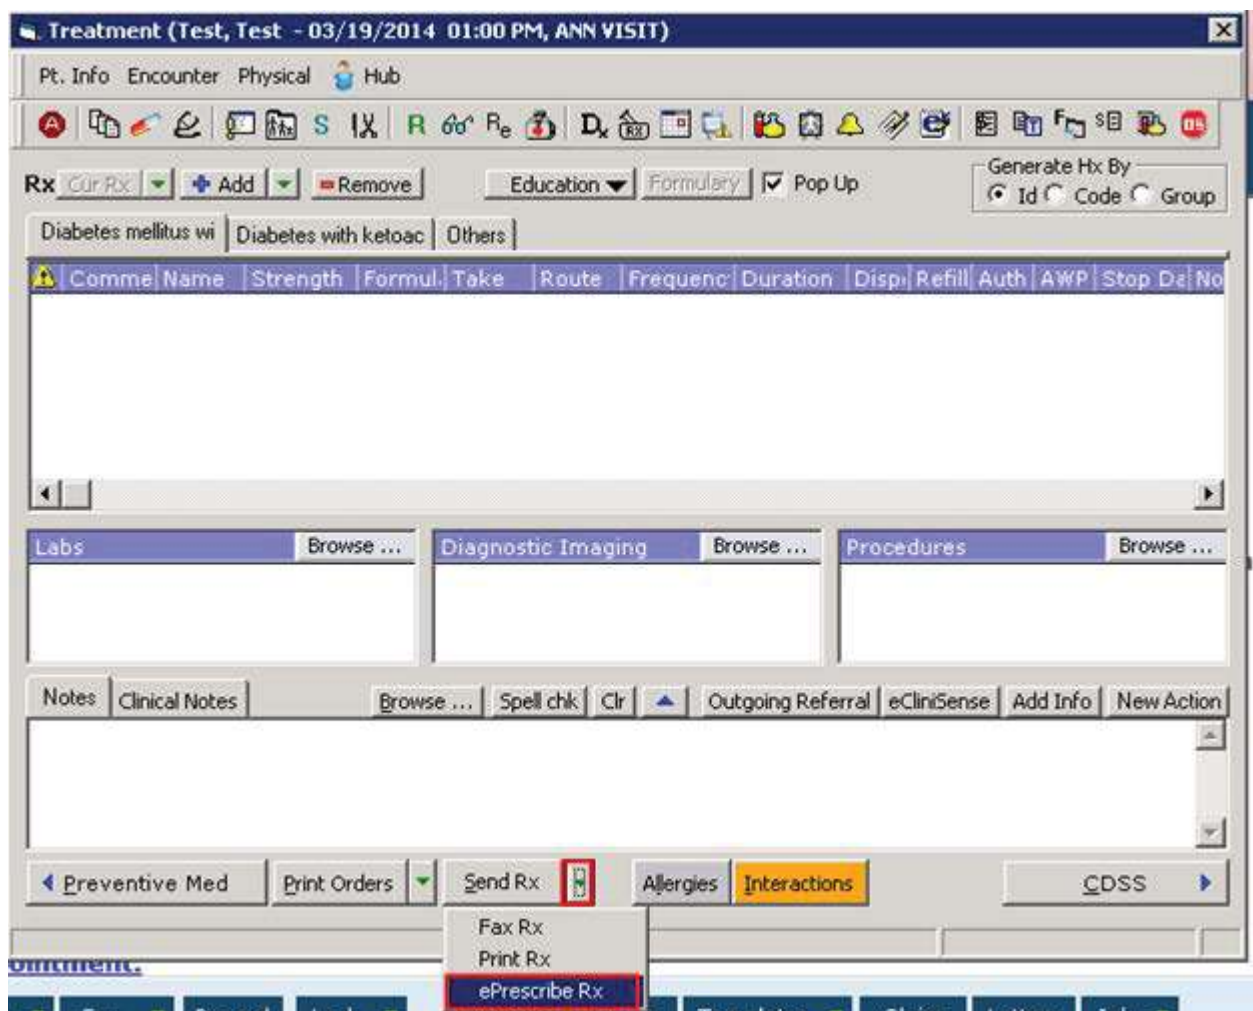 Treatment (Test, Test - 03/19/2014 01:00 PM, ANN VISIT)
Pt. Info Encounter Physical Hub
A S R Re Dx RX
Rx Cur Rx Add Remove Education Formulary Pop Up
Generate Hx By
Id Code Group
Diabetes mellitus wi Diabetes with ketoac Others
Comme Name Strength Formul Take Route Frequenc Duration Disp Refill Auth AWP Stop Da No
Labs Browse ... Diagnostic Imaging Browse ... Procedures Browse ...
Notes Clinical Notes Browse ... Spell chk Clr Outgoing Referral eCliniSense Add Info New Action
Preventive Med Print Orders Send Rx Allergies Interactions CDSS
Fax Rx
Print Rx
ePrescribe Rx